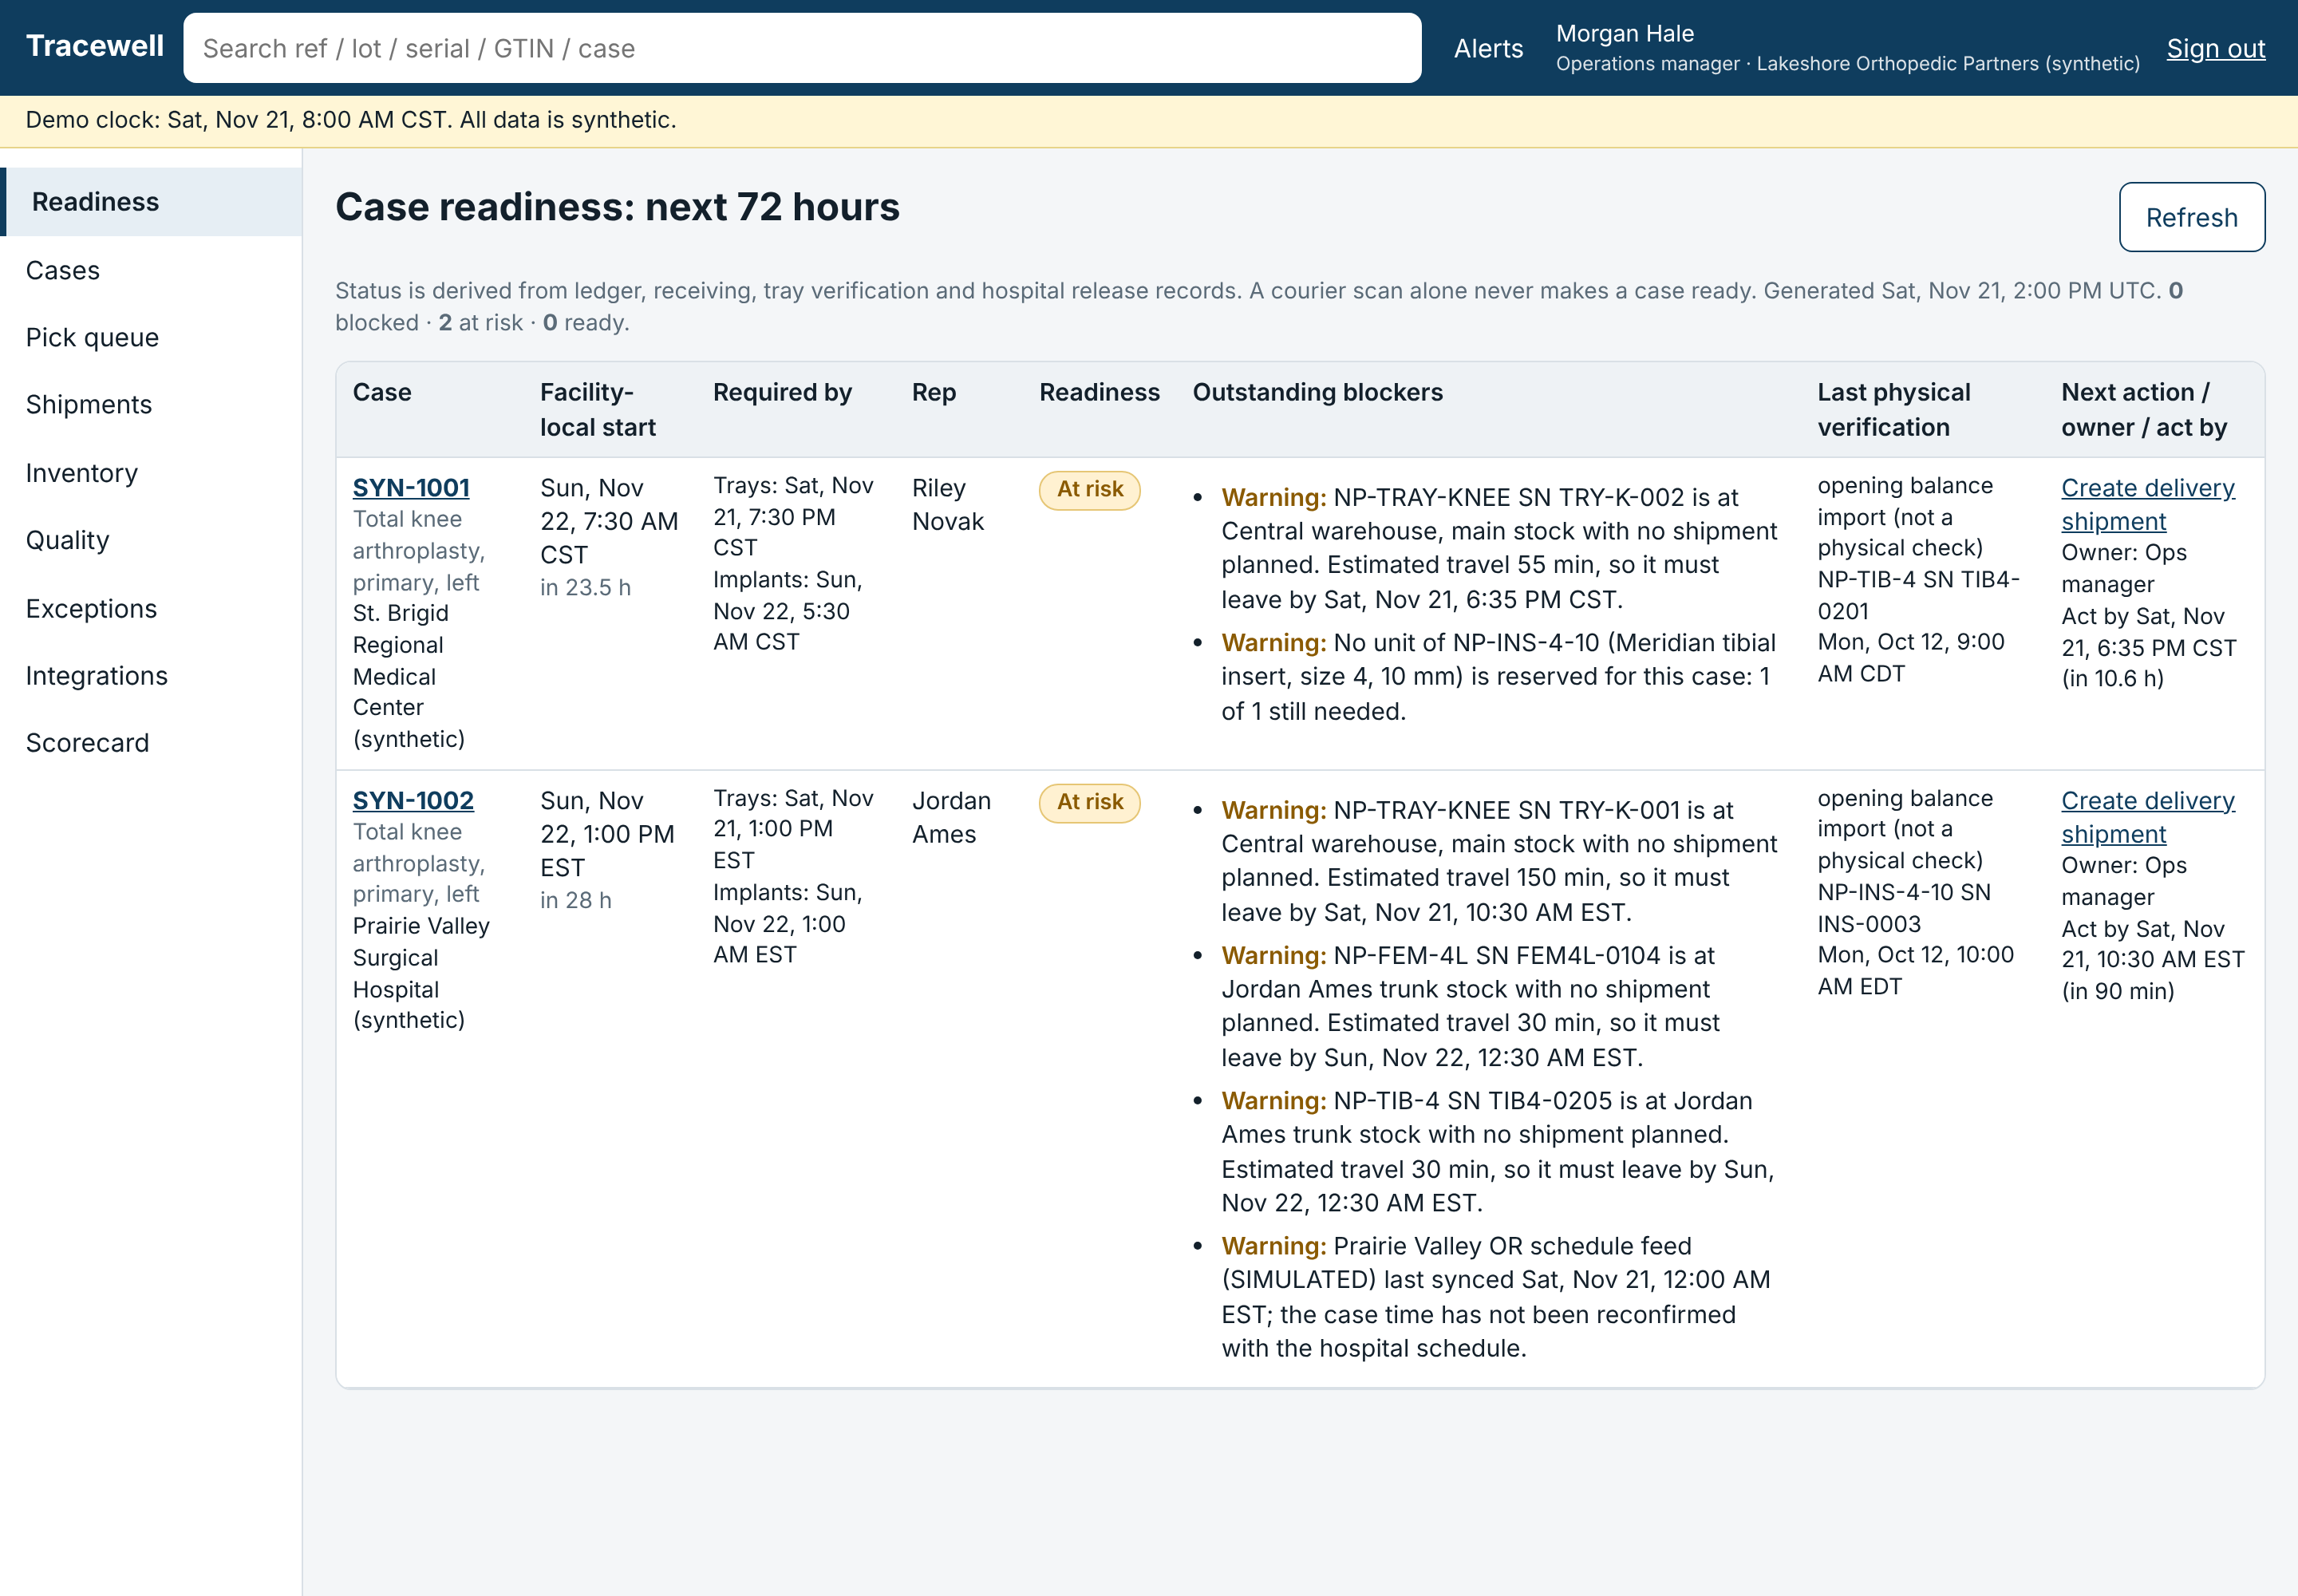 Tracewell
Search ref / lot / serial / GTIN / case
Alerts
Morgan Hale
Operations manager · Lakeshore Orthopedic Partners (synthetic)
Sign out
Demo clock: Sat, Nov 21, 8:00 AM CST. All data is synthetic.
Readiness
Cases
Pick queue
Shipments
Inventory
Quality
Exceptions
Integrations
Scorecard
Case readiness: next 72 hours
Refresh
Status is derived from ledger, receiving, tray verification and hospital release records. A courier scan alone never makes a case ready. Generated Sat, Nov 21, 2:00 PM UTC. 0
blocked · 2 at risk · 0 ready.
Case
Facility-
local start
Required by
Rep
Readiness
Outstanding blockers
Last physical
verification
Next action /
owner / act by
SYN-1001
Total knee
arthroplasty,
primary, left
St. Brigid
Regional
Medical
Center
(synthetic)
Sun, Nov
22, 7:30 AM
CST
in 23.5 h
Trays: Sat, Nov
21, 7:30 PM
CST
Implants: Sun,
Nov 22, 5:30
AM CST
Riley
Novak
At risk
• Warning: NP-TRAY-KNEE SN TRY-K-002 is at
Central warehouse, main stock with no shipment
planned. Estimated travel 55 min, so it must
leave by Sat, Nov 21, 6:35 PM CST.
• Warning: No unit of NP-INS-4-10 (Meridian tibial
insert, size 4, 10 mm) is reserved for this case: 1
of 1 still needed.
opening balance
import (not a
physical check)
NP-TIB-4 SN TIB4-
0201
Mon, Oct 12, 9:00
AM CDT
Create delivery
shipment
Owner: Ops
manager
Act by Sat, Nov
21, 6:35 PM CST
(in 10.6 h)
SYN-1002
Total knee
arthroplasty,
primary, left
Prairie Valley
Surgical
Hospital
(synthetic)
Sun, Nov
22, 1:00 PM
EST
in 28 h
Trays: Sat, Nov
21, 1:00 PM
EST
Implants: Sun,
Nov 22, 1:00
AM EST
Jordan
Ames
At risk
• Warning: NP-TRAY-KNEE SN TRY-K-001 is at
Central warehouse, main stock with no shipment
planned. Estimated travel 150 min, so it must
leave by Sat, Nov 21, 10:30 AM EST.
• Warning: NP-FEM-4L SN FEM4L-0104 is at
Jordan Ames trunk stock with no shipment
planned. Estimated travel 30 min, so it must
leave by Sun, Nov 22, 12:30 AM EST.
• Warning: NP-TIB-4 SN TIB4-0205 is at Jordan
Ames trunk stock with no shipment planned.
Estimated travel 30 min, so it must leave by Sun,
Nov 22, 12:30 AM EST.
• Warning: Prairie Valley OR schedule feed
(SIMULATED) last synced Sat, Nov 21, 12:00 AM
EST; the case time has not been reconfirmed
with the hospital schedule.
opening balance
import (not a
physical check)
NP-INS-4-10 SN
INS-0003
Mon, Oct 12, 10:00
AM EDT
Create delivery
shipment
Owner: Ops
manager
Act by Sat, Nov
21, 10:30 AM EST
(in 90 min)